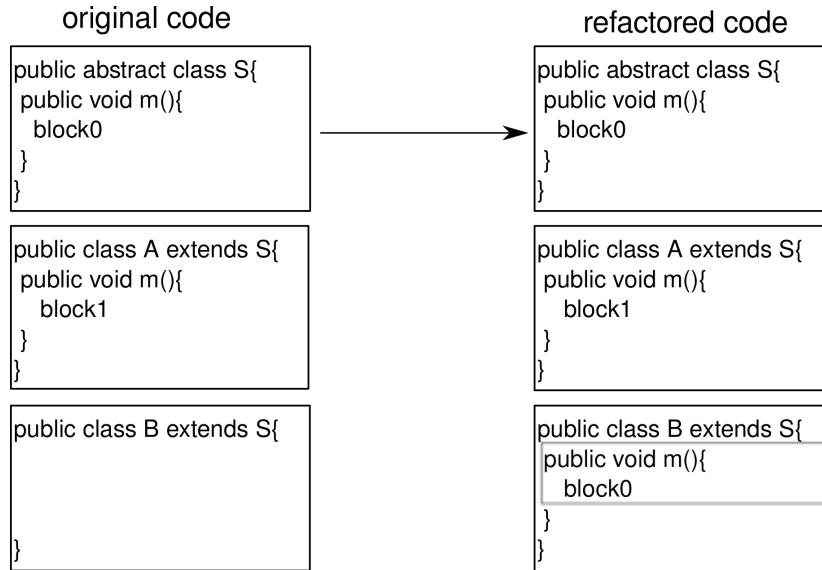 original code
public abstract class S{
public void m(){
block0
}
}
public class A extends S{
public void m(){
block1
}
}
public class B extends S{
}
refactored code
public abstract class S{
public void m(){
block0
}
}
public class A extends S{
public void m(){
block1
}
}
public class B extends S{
public void m(){
block0
}
}